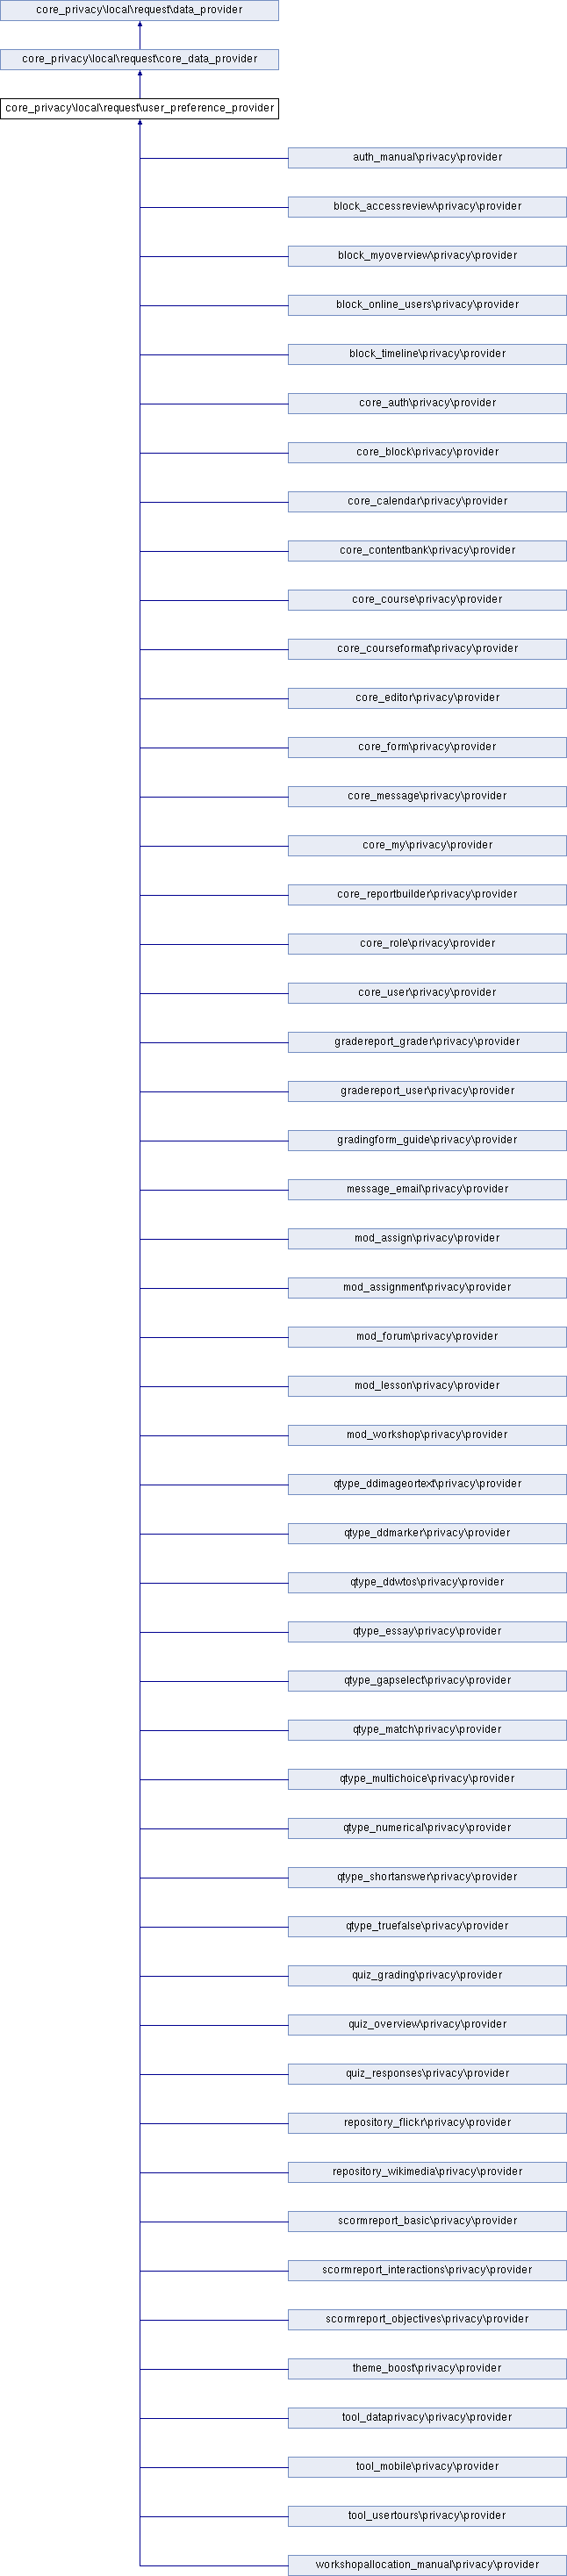 core_privacy\local\request\data_provider
core_privacy\local\request\core_data_provider
core_privacy\local\request\user_preference_provider
auth_manual\privacy\provider
block_accessreview\privacy\provider
block_myoverview\privacy\provider
block_online_users\privacy\provider
block_timeline\privacy\provider
core_auth\privacy\provider
core_block\privacy\provider
core_calendar\privacy\provider
core_contentbank\privacy\provider
core_course\privacy\provider
core_courseformat\privacy\provider
core_editor\privacy\provider
core_form\privacy\provider
core_message\privacy\provider
core_my\privacy\provider
core_reportbuilder\privacy\provider
core_role\privacy\provider
core_user\privacy\provider
gradereport_grader\privacy\provider
gradereport_user\privacy\provider
gradingform_guide\privacy\provider
message_email\privacy\provider
mod_assign\privacy\provider
mod_assignment\privacy\provider
mod_forum\privacy\provider
mod_lesson\privacy\provider
mod_workshop\privacy\provider
qtype_ddimageortext\privacy\provider
qtype_ddmarker\privacy\provider
qtype_ddwtos\privacy\provider
qtype_essay\privacy\provider
qtype_gapselect\privacy\provider
qtype_match\privacy\provider
qtype_multichoice\privacy\provider
qtype_numerical\privacy\provider
qtype_shortanswer\privacy\provider
qtype_truefalse\privacy\provider
quiz_grading\privacy\provider
quiz_overview\privacy\provider
quiz_responses\privacy\provider
repository_flickr\privacy\provider
repository_wikimedia\privacy\provider
scormreport_basic\privacy\provider
scormreport_interactions\privacy\provider
scormreport_objectives\privacy\provider
theme_boost\privacy\provider
tool_dataprivacy\privacy\provider
tool_mobile\privacy\provider
tool_usertours\privacy\provider
workshopallocation_manual\privacy\provider